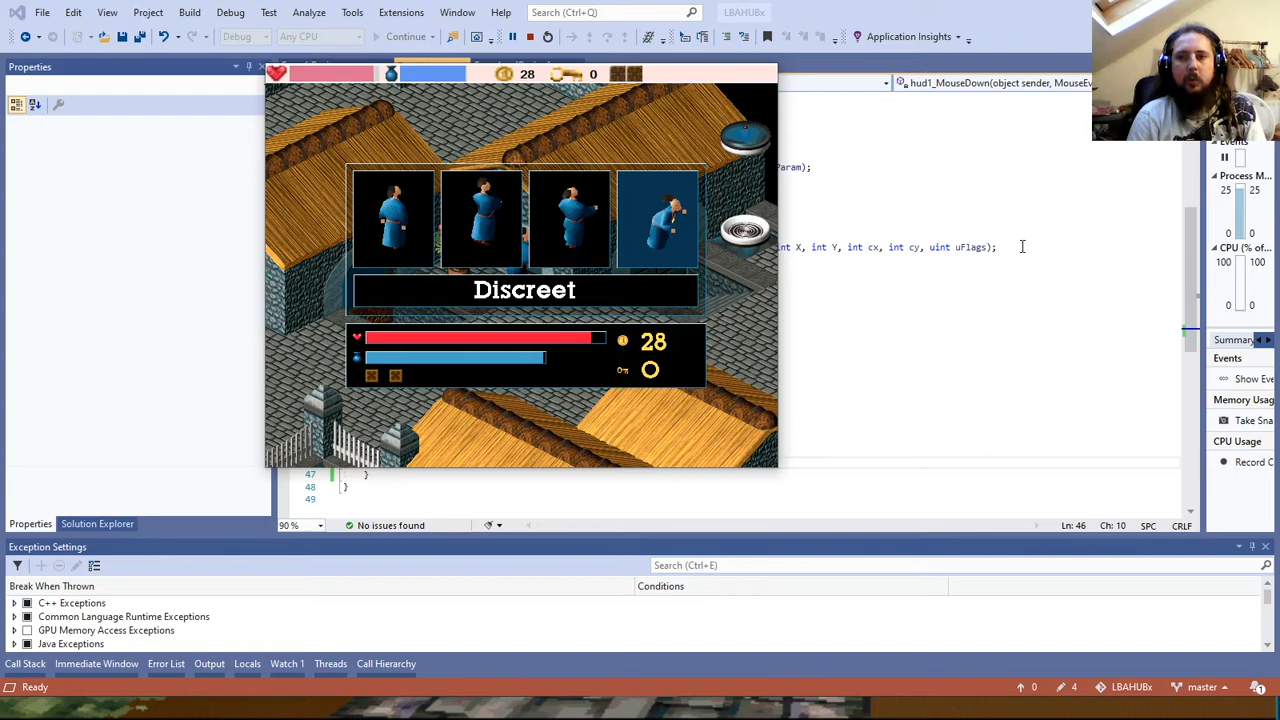 File Edit View Project Build Debug Test Analyze Tools Extensions Window Help Search (Ctrl+Q) LBAHUBx
Debug Any CPU Continue Application Insights
Properties
28 0
hud1_MouseDown(object sender, MouseEv
Param);
int X, int Y, int cx, int cy, uint uFlags);
Discreet
28
0
47 }
48 }
49
Events
Process M...
25 25
0 0
CPU (% of...
100 100
0 0
Summary
Events
Show Eve
Memory Usag
Take Sna
CPU Usage
Record C
Properties Solution Explorer
90 % No issues found Ln: 46 Ch: 10 SPC CRLF
Exception Settings
Search (Ctrl+E)
Break When Thrown Conditions
C++ Exceptions
Common Language Runtime Exceptions
GPU Memory Access Exceptions
Java Exceptions
Call Stack Immediate Window Error List Output Locals Watch 1 Threads Call Hierarchy
Ready 0 4 LBAHUBx master 1